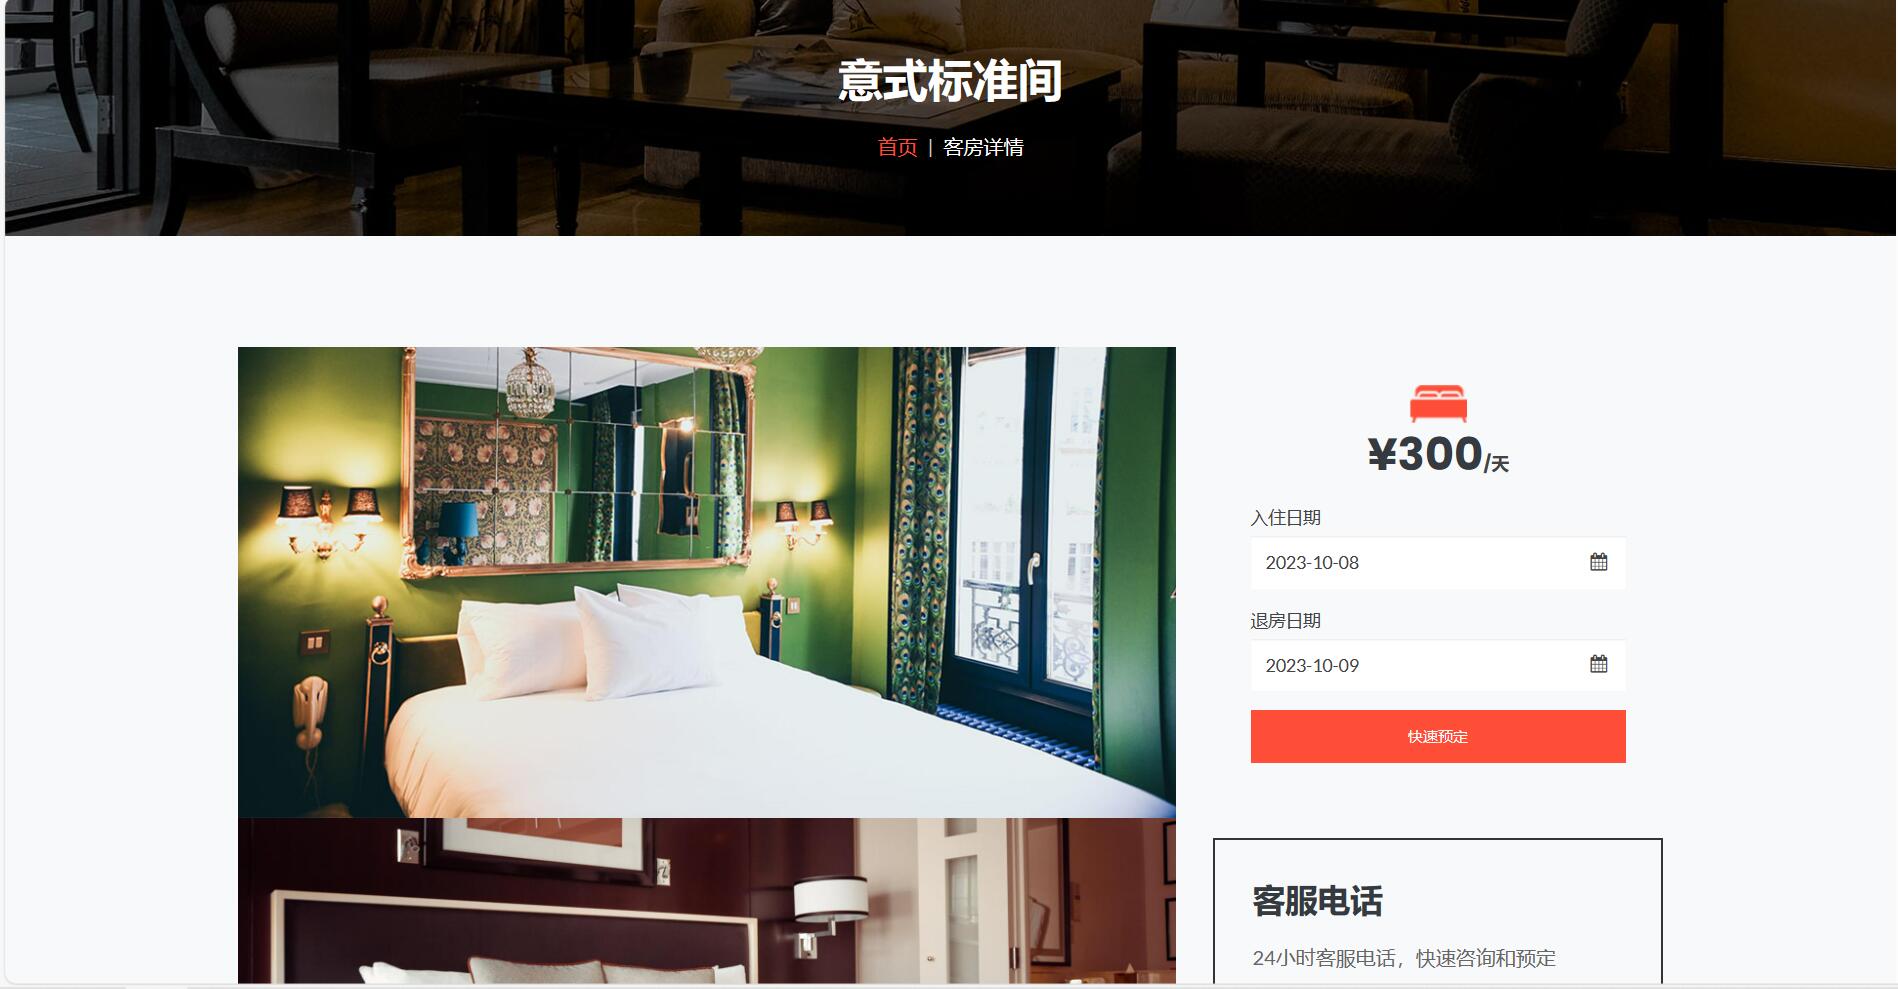 意式标准间
首页 | 客房详情
¥300/天
入住日期
2023-10-08
退房日期
2023-10-09
快速预定
客服电话
24小时客服电话，快速咨询和预定